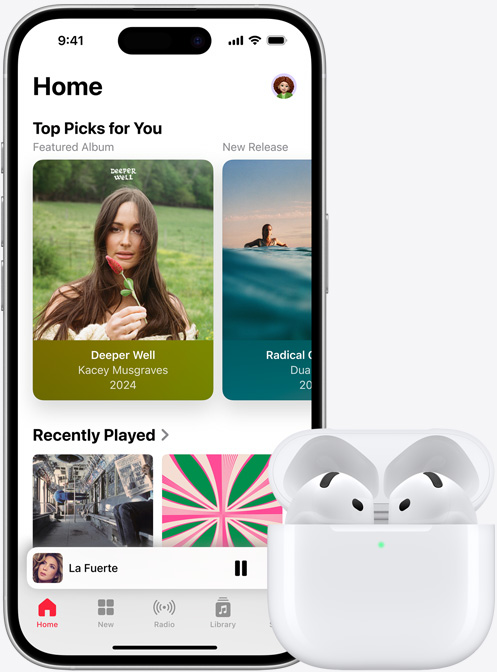 9:41
Home
Top Picks for You
Featured Album
New Release
DEEPER
WELL
Deeper Well
Kacey Musgraves
2024
Radical
Dua
20
Recently Played
La Fuerte
Home
New
Radio
Library